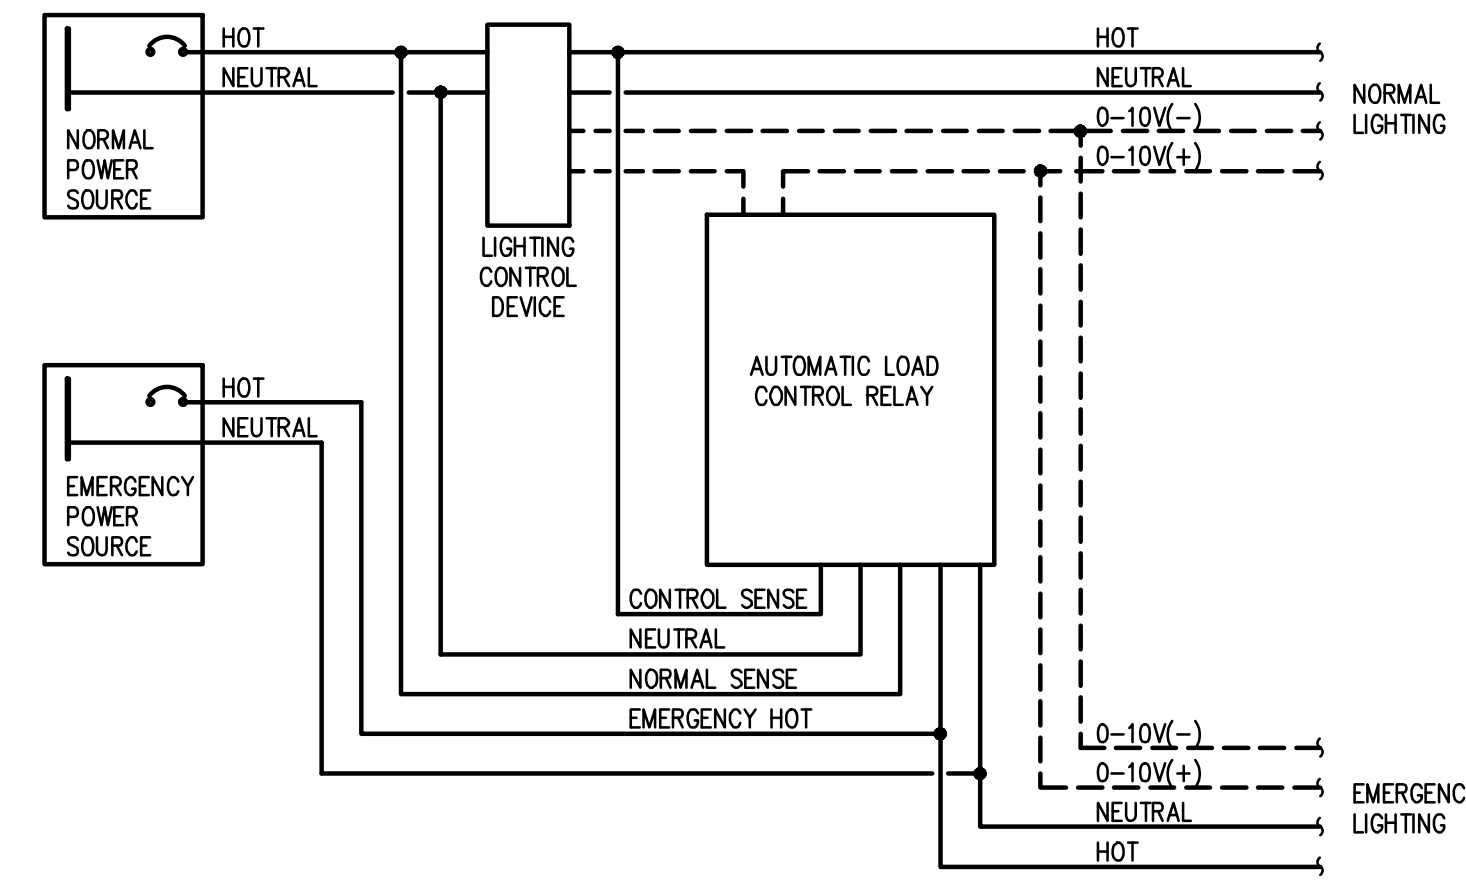 HOT
NEUTRAL
NORMAL
POWER
SOURCE
LIGHTING
CONTROL
DEVICE
HOT
NEUTRAL
0-10V(-)
0-10V(+)
NORMAL
LIGHTING
HOT
NEUTRAL
EMERGENCY
POWER
SOURCE
AUTOMATIC LOAD
CONTROL RELAY
CONTROL SENSE
NEUTRAL
NORMAL SENSE
EMERGENCY HOT
0-10V(-)
0-10V(+)
NEUTRAL
HOT
EMERGENC
LIGHTING